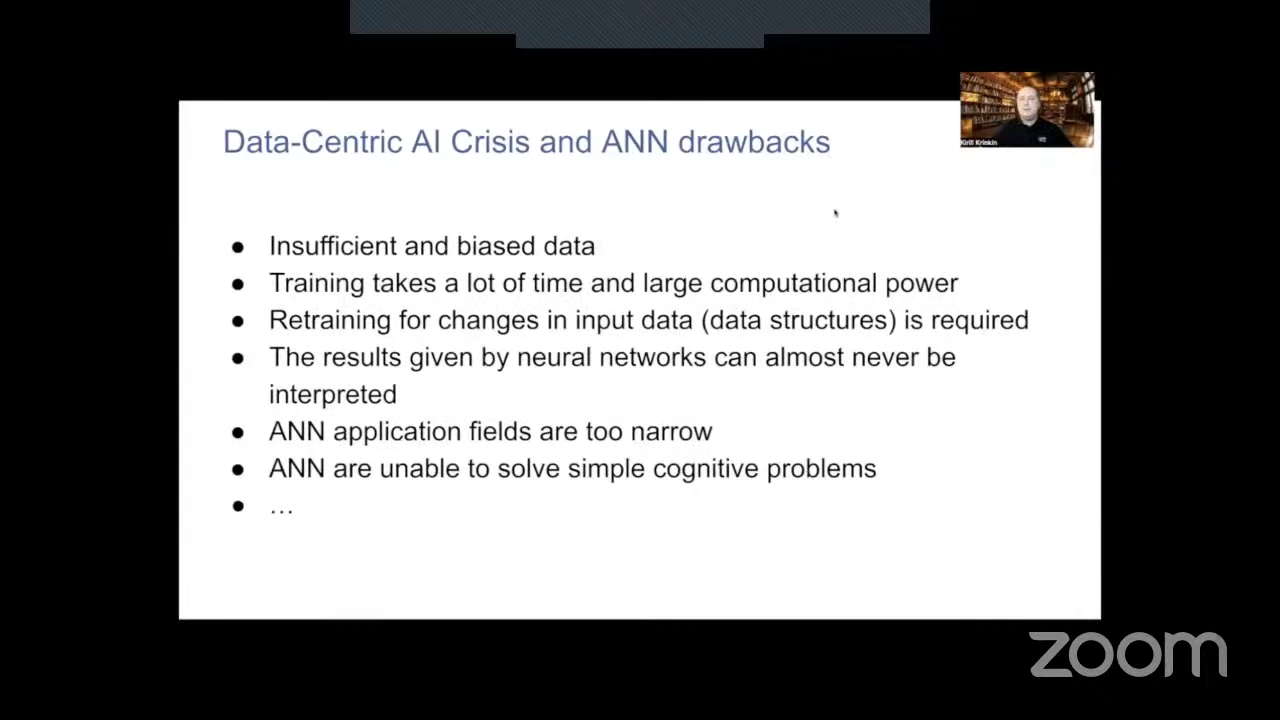 Data-Centric AI Crisis and ANN drawbacks
Kirill Krinkin
● Insufficient and biased data
● Training takes a lot of time and large computational power
● Retraining for changes in input data (data structures) is required
● The results given by neural networks can almost never be
interpreted
● ANN application fields are too narrow
● ANN are unable to solve simple cognitive problems
● …
zoom